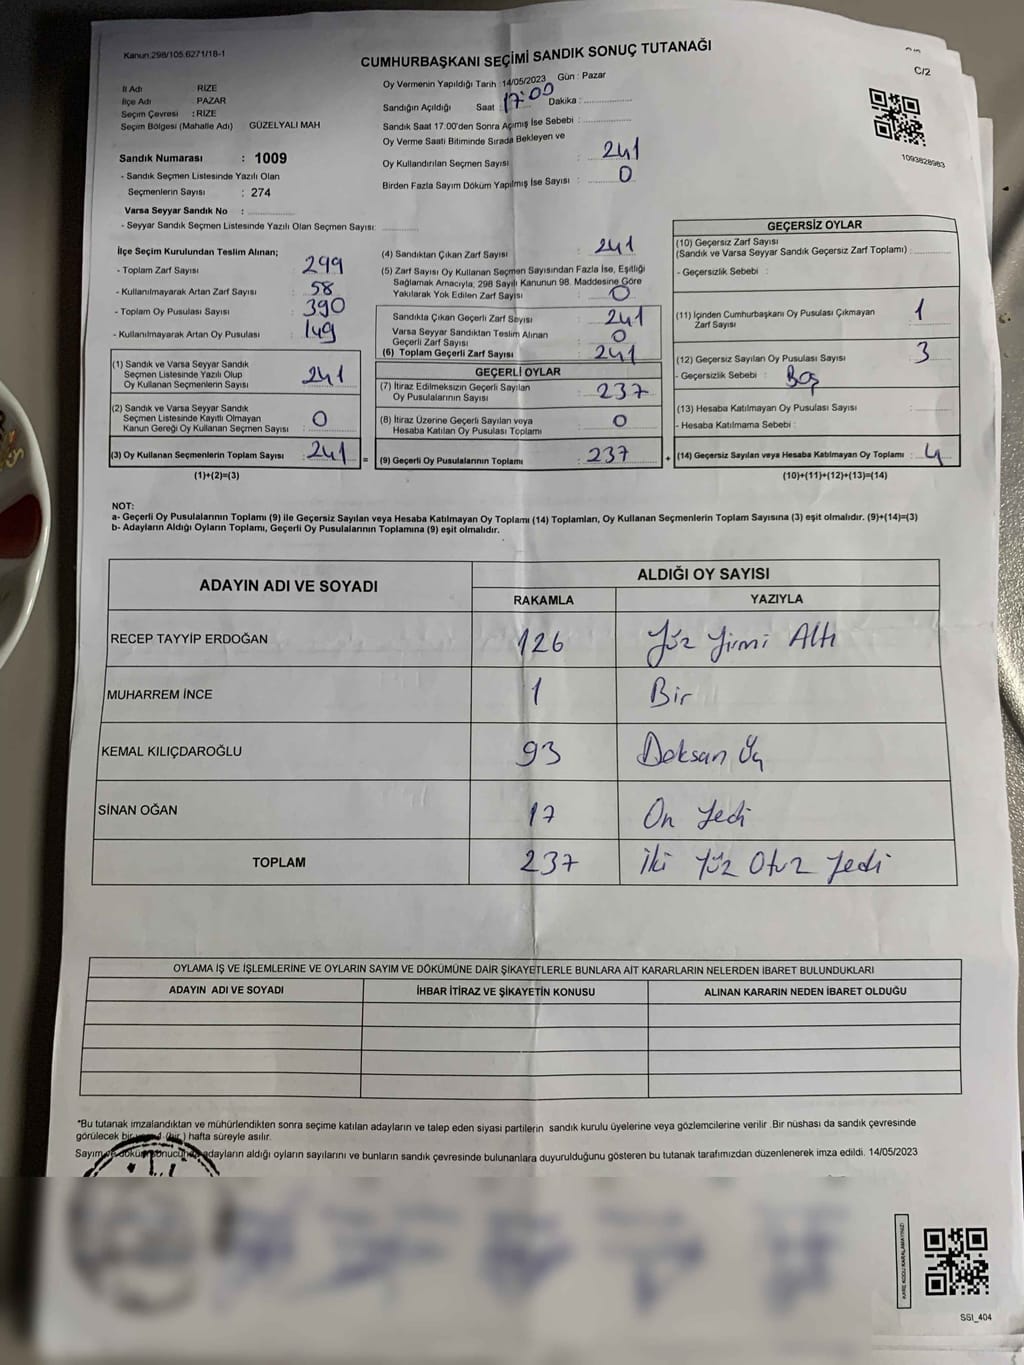 Kanun:298/105.6271/18-1
CUMHURBAŞKANI SEÇİMİ SANDIK SONUÇ TUTANAĞI
C/2
İl Adı RİZE
İlçe Adı PAZAR
Seçim Çevresi : RİZE
Seçim Bölgesi (Mahalle Adı) GÜZELYALI MAH
Sandık Numarası : 1009
- Sandık Seçmen Listesinde Yazılı Olan
Seçmenlerin Sayısı : 274
Varsa Seyyar Sandık No : ..............
- Seyyar Sandık Seçmen Listesinde Yazılı Olan Seçmen Sayısı: ..............
Oy Vermenin Yapıldığı Tarih : 14/05/2023 Gün : Pazar
Sandığın Açıldığı Saat : 17:00 Dakika : ..............
Sandık Saat 17:00'den Sonra Açımış İse Sebebi : ..............
Oy Verme Saati Bitiminde Sırada Bekleyen ve
Oy Kullandırılan Seçmen Sayısı : 241
Birden Fazla Sayım Döküm Yapılmış İse Sayısı : 0
1093828983
İlçe Seçim Kurulundan Teslim Alınan;
- Toplam Zarf Sayısı 299
- Kullanılmayarak Artan Zarf Sayısı : 58
- Toplam Oy Pusulası Sayısı : 390
- Kullanılmayarak Artan Oy Pusulası : 149
(1) Sandık ve Varsa Seyyar Sandık
Seçmen Listesinde Yazılı Olup
Oy Kullanan Seçmenlerin Sayısı : 241
(2) Sandık ve Varsa Seyyar Sandık
Seçmen Listesinde Kayıtlı Olmayan
Kanun Gereği Oy Kullanan Seçmen Sayısı : 0
(3) Oy Kullanan Seçmenlerin Toplam Sayısı : 241 =
(1)+(2)=(3)
(4) Sandıktan Çıkan Zarf Sayısı : 241
(5) Zarf Sayısı Oy Kullanan Seçmen Sayısından Fazla İse, Eşitliği
Sağlamak Amacıyla, 298 Sayılı Kanunun 98. Maddesine Göre
Yakılarak Yok Edilen Zarf Sayısı : 0
Sandıkta Çıkan Geçerli Zarf Sayısı : 241
Varsa Seyyar Sandıktan Teslim Alınan
Geçerli Zarf Sayısı : 0
(6) Toplam Geçerli Zarf Sayısı : 241
GEÇERLİ OYLAR
(7) İtiraz Edilmeksizin Geçerli Sayılan
Oy Pusulalarının Sayısı : 237
(8) İtiraz Üzerine Geçerli Sayılan veya
Hesaba Katılan Oy Pusulası Toplamı : 0
(9) Geçerli Oy Pusulalarının Toplamı : 237 +
GEÇERSİZ OYLAR
(10) Geçersiz Zarf Sayısı
(Sandık ve Varsa Seyyar Sandık Geçersiz Zarf Toplamı) : ..............
- Geçersizlik Sebebi :
(11) İçinden Cumhurbaşkanı Oy Pusulası Çıkmayan
Zarf Sayısı : 1
(12) Geçersiz Sayılan Oy Pusulası Sayısı : 3
- Geçersizlik Sebebi : Boş
(13) Hesaba Katılmayan Oy Pusulası Sayısı : ..............
- Hesaba Katılmama Sebebi :
(14) Geçersiz Sayılan veya Hesaba Katılmayan Oy Toplamı : 4
(10)+(11)+(12)+(13)=(14)
NOT:
a- Geçerli Oy Pusulalarının Toplamı (9) ile Geçersiz Sayılan veya Hesaba Katılmayan Oy Toplamı (14) Toplamları, Oy Kullanan Seçmenlerin Toplam Sayısına (3) eşit olmalıdır. (9)+(14)=(3)
b- Adayların Aldığı Oyların Toplamı, Geçerli Oy Pusulalarının Toplamına (9) eşit olmalıdır.
ADAYIN ADI VE SOYADI ALDIĞI OY SAYISI
RAKAMLA YAZIYLA
RECEP TAYYİP ERDOĞAN 126 Yüz Yirmi Altı
MUHARREM İNCE 1 Bir
KEMAL KILIÇDAROĞLU 93 Doksan Üç
SİNAN OĞAN 17 On Yedi
TOPLAM 237 İki Yüz Otuz Yedi
OYLAMA İŞ VE İŞLEMLERİNE VE OYLARIN SAYIM VE DÖKÜMÜNE DAİR ŞİKAYETLERLE BUNLARA AİT KARARLARIN NELERDEN İBARET BULUNDUKLARI
ADAYIN ADI VE SOYADI İHBAR İTİRAZ VE ŞİKAYETİN KONUSU ALINAN KARARIN NEDEN İBARET OLDUĞU
*Bu tutanak imzalandıktan ve mühürlendikten sonra seçime katılan adayların ve talep eden siyasi partilerin sandık kurulu üyelerine veya gözlemcilerine verilir .Bir nüshası da sandık çevresinde
görülecek bir (bir ) hafta süreyle asılır.
Sayım ve döküm sonucunda adayların aldığı oyların sayılarını ve bunların sandık çevresinde bulunanlara duyurulduğunu gösteren bu tutanak tarafımızdan düzenlenerek imza edildi. 14/05/2023
KARE KODU KARALAMAYINIZ!
SSI_404